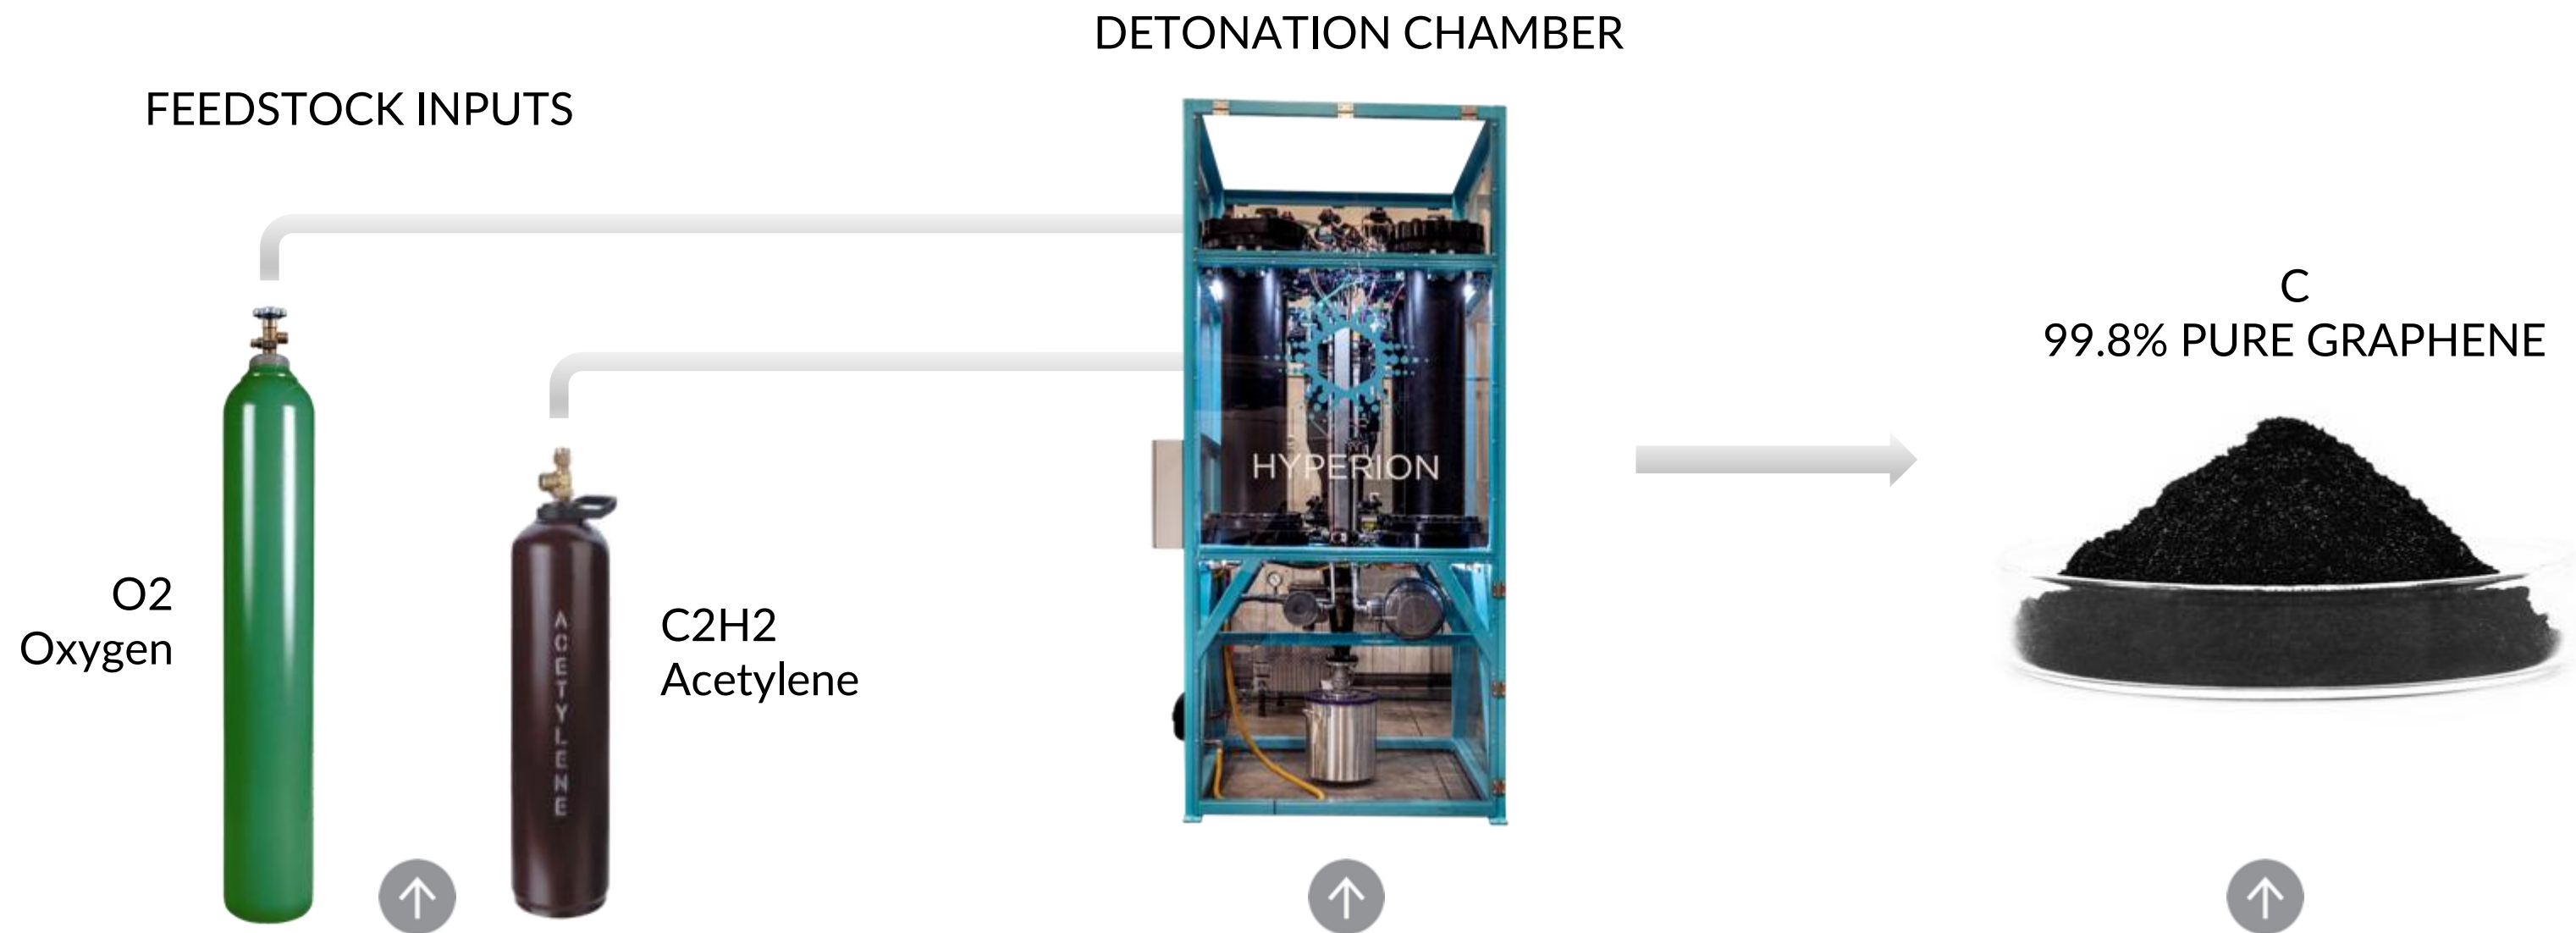 DETONATION CHAMBER
FEEDSTOCK INPUTS
C
99.8% PURE GRAPHENE
HYPERION
O2
Oxygen
C2H2
Acetylene
ACETYLENE